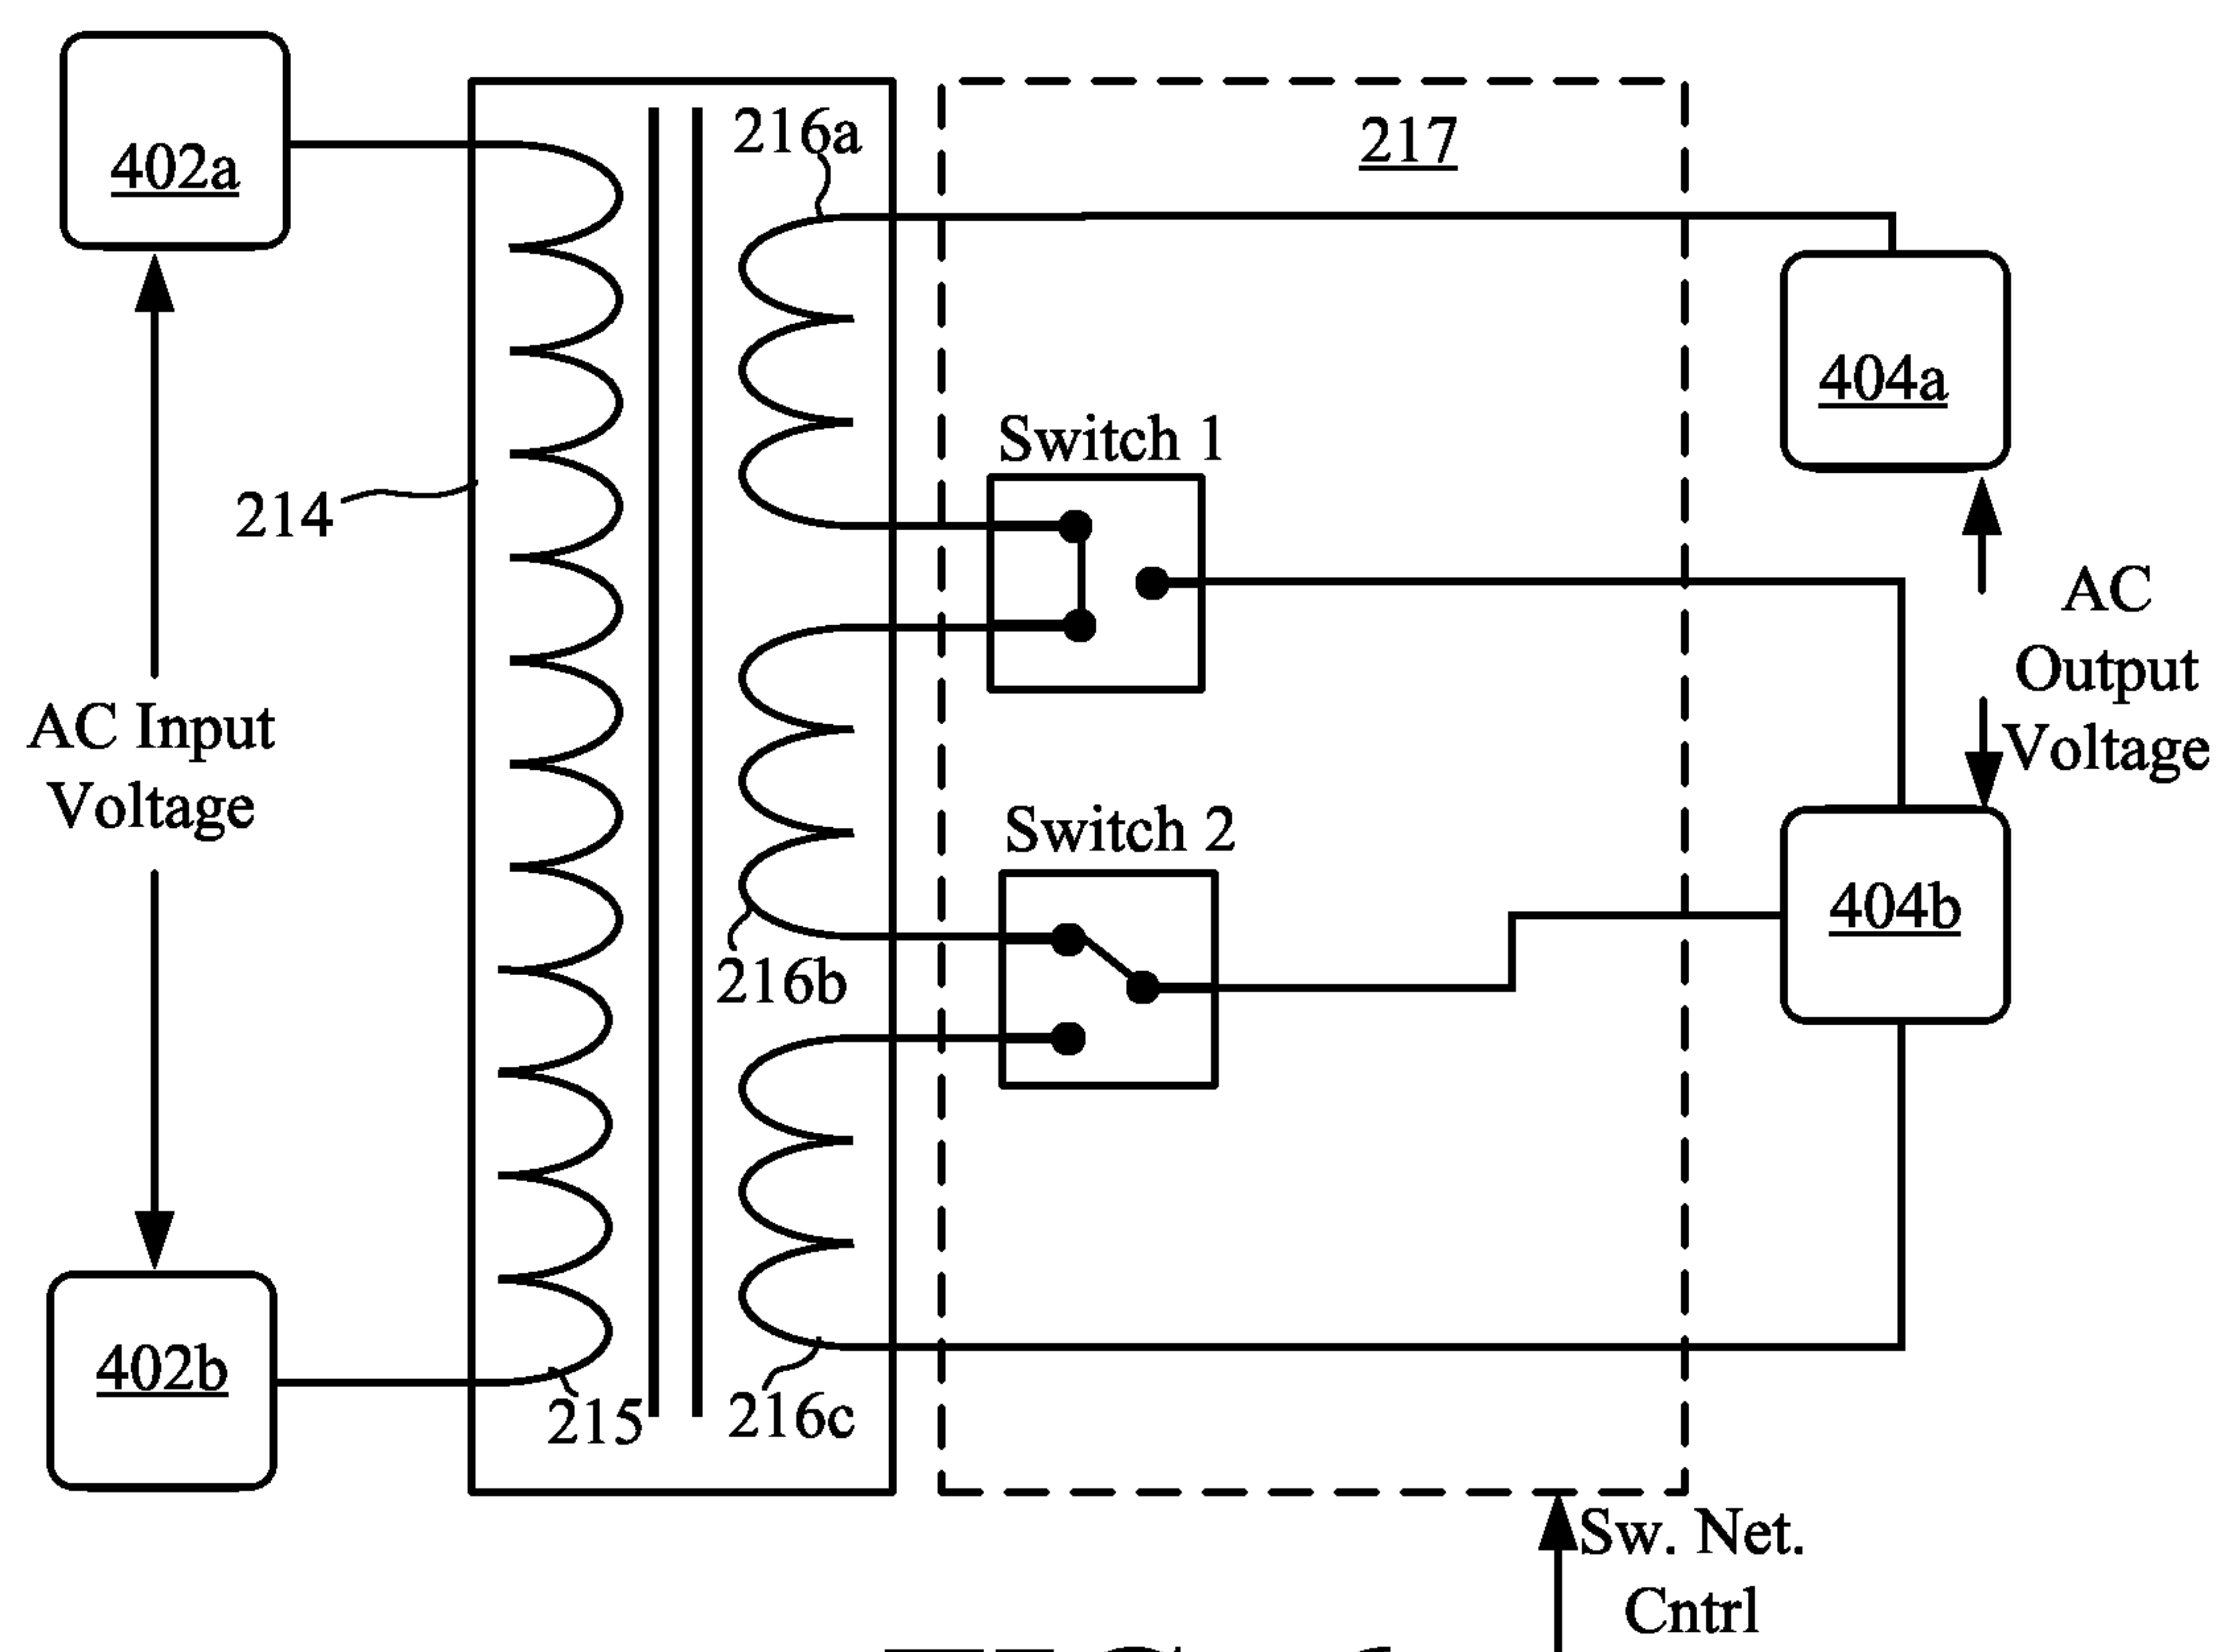 402a
216a
217
404a
Switch 1
214
AC
Output
Voltage
AC Input
Voltage
Switch 2
404b
216b
402b
215
216c
Sw. Net.
Cntrl